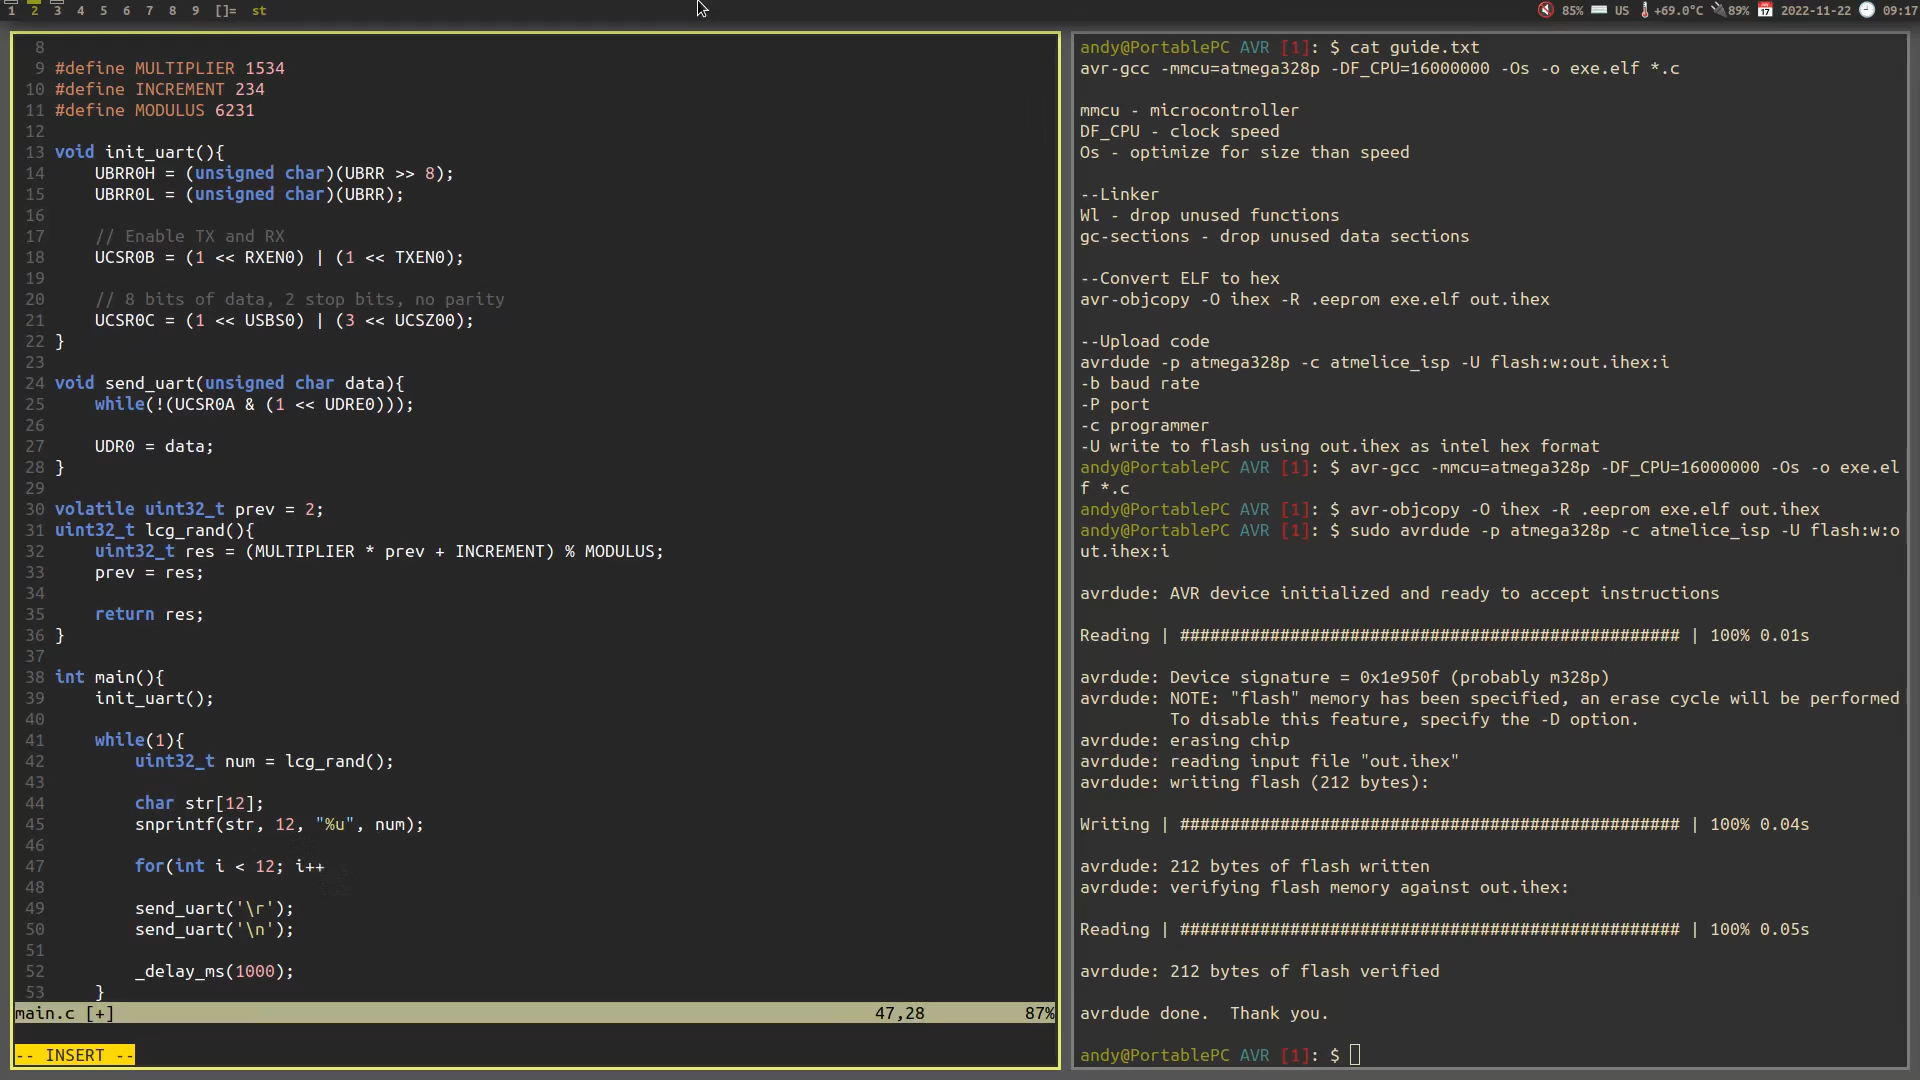 1 2 3 4 5 6 7 8 9 []= st
85% US +69.0°C 89% 2022-11-22 09:17
8
9 #define MULTIPLIER 1534
10 #define INCREMENT 234
11 #define MODULUS 6231
12
13 void init_uart(){
14     UBRR0H = (unsigned char)(UBRR >> 8);
15     UBRR0L = (unsigned char)(UBRR);
16
17     // Enable TX and RX
18     UCSR0B = (1 << RXEN0) | (1 << TXEN0);
19
20     // 8 bits of data, 2 stop bits, no parity
21     UCSR0C = (1 << USBS0) | (3 << UCSZ00);
22 }
23
24 void send_uart(unsigned char data){
25     while(!(UCSR0A & (1 << UDRE0)));
26
27     UDR0 = data;
28 }
29
30 volatile uint32_t prev = 2;
31 uint32_t lcg_rand(){
32     uint32_t res = (MULTIPLIER * prev + INCREMENT) % MODULUS;
33     prev = res;
34
35     return res;
36 }
37
38 int main(){
39     init_uart();
40
41     while(1){
42         uint32_t num = lcg_rand();
43
44         char str[12];
45         snprintf(str, 12, "%u", num);
46
47         for(int i < 12; i++
48
49         send_uart('\r');
50         send_uart('\n');
51
52         _delay_ms(1000);
53     }
main.c [+] 47,28 87%
-- INSERT --
andy@PortablePC AVR [1]: $ cat guide.txt
avr-gcc -mmcu=atmega328p -DF_CPU=16000000 -Os -o exe.elf *.c

mmcu - microcontroller
DF_CPU - clock speed
Os - optimize for size than speed

--Linker
Wl - drop unused functions
gc-sections - drop unused data sections

--Convert ELF to hex
avr-objcopy -O ihex -R .eeprom exe.elf out.ihex

--Upload code
avrdude -p atmega328p -c atmelice_isp -U flash:w:out.ihex:i
-b baud rate
-P port
-c programmer
-U write to flash using out.ihex as intel hex format
andy@PortablePC AVR [1]: $ avr-gcc -mmcu=atmega328p -DF_CPU=16000000 -Os -o exe.el
f *.c
andy@PortablePC AVR [1]: $ avr-objcopy -O ihex -R .eeprom exe.elf out.ihex
andy@PortablePC AVR [1]: $ sudo avrdude -p atmega328p -c atmelice_isp -U flash:w:o
ut.ihex:i

avrdude: AVR device initialized and ready to accept instructions

Reading | ################################################## | 100% 0.01s

avrdude: Device signature = 0x1e950f (probably m328p)
avrdude: NOTE: "flash" memory has been specified, an erase cycle will be performed
         To disable this feature, specify the -D option.
avrdude: erasing chip
avrdude: reading input file "out.ihex"
avrdude: writing flash (212 bytes):

Writing | ################################################## | 100% 0.04s

avrdude: 212 bytes of flash written
avrdude: verifying flash memory against out.ihex:

Reading | ################################################## | 100% 0.05s

avrdude: 212 bytes of flash verified

avrdude done.  Thank you.

andy@PortablePC AVR [1]: $